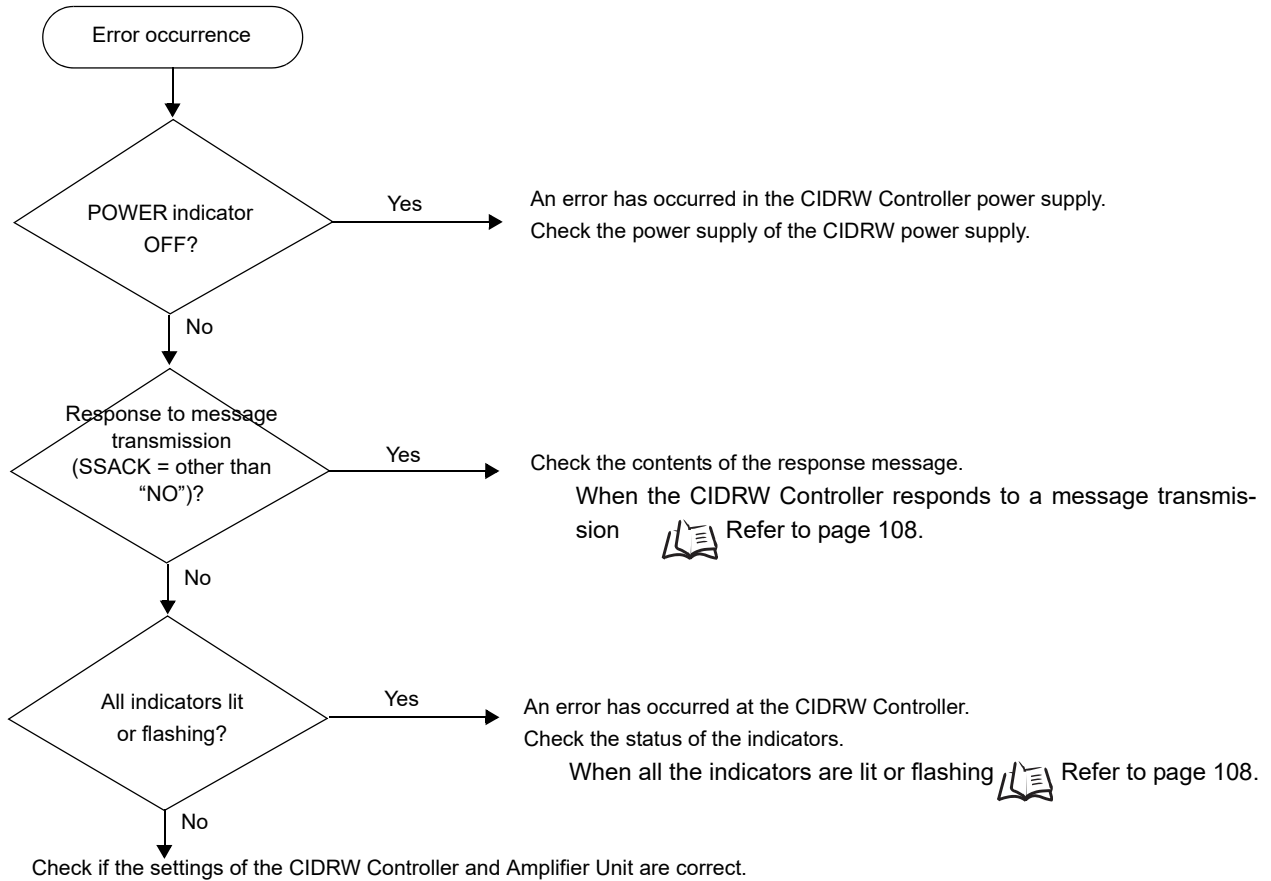 Error occurrence
POWER indicator
OFF?
Yes
An error has occurred in the CIDRW Controller power supply.
Check the power supply of the CIDRW power supply.
No
Response to message
transmission
(SSACK = other than
“NO”)?
Yes
Check the contents of the response message.
When the CIDRW Controller responds to a message transmis-
sion Refer to page 108.
No
All indicators lit
or flashing?
Yes
An error has occurred at the CIDRW Controller.
Check the status of the indicators.
When all the indicators are lit or flashing Refer to page 108.
No
Check if the settings of the CIDRW Controller and Amplifier Unit are correct.